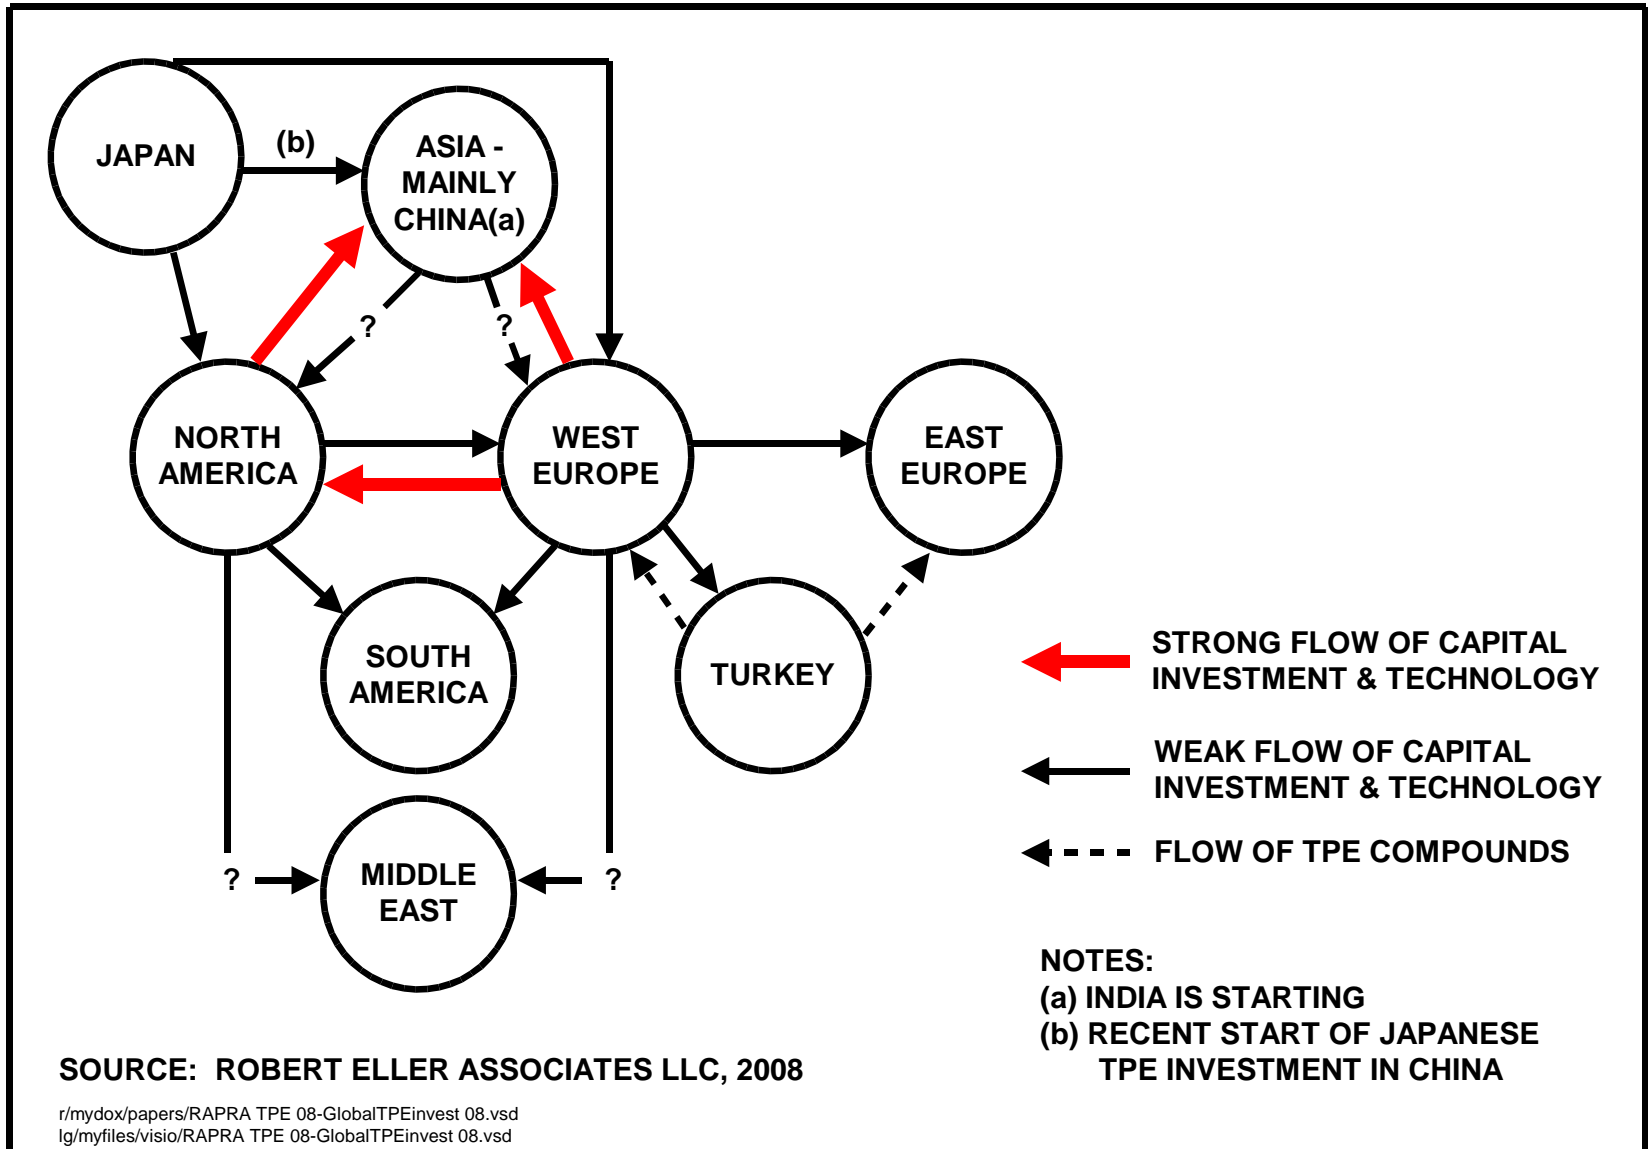 JAPAN
(b)
ASIA -
MAINLY
CHINA(a)
?
?
NORTH
AMERICA
WEST
EUROPE
EAST
EUROPE
SOUTH
AMERICA
TURKEY
STRONG FLOW OF CAPITAL
INVESTMENT & TECHNOLOGY
WEAK FLOW OF CAPITAL
INVESTMENT & TECHNOLOGY
FLOW OF TPE COMPOUNDS
?
MIDDLE
EAST
?
NOTES:
(a) INDIA IS STARTING
(b) RECENT START OF JAPANESE
TPE INVESTMENT IN CHINA
SOURCE: ROBERT ELLER ASSOCIATES LLC, 2008
r/mydox/papers/RAPRA TPE 08-GlobalTPEinvest 08.vsd
lg/myfiles/visio/RAPRA TPE 08-GlobalTPEinvest 08.vsd